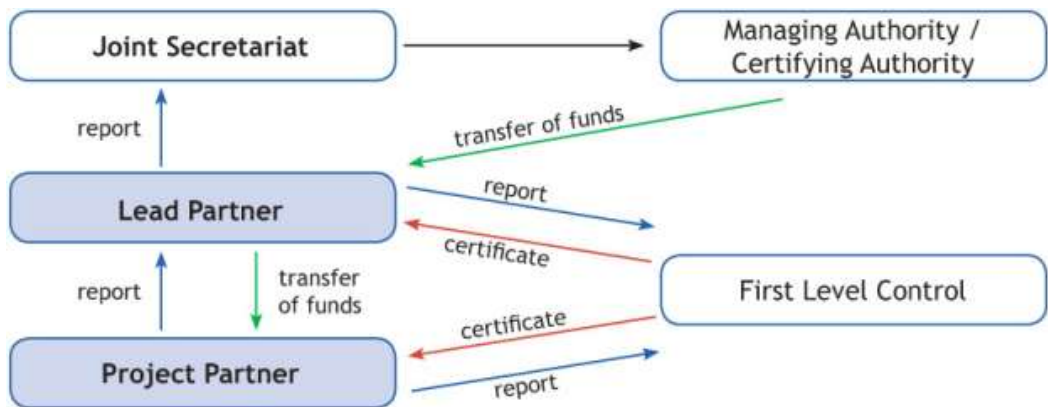 Joint Secretariat
Managing Authority /
Certifying Authority
report
transfer of funds
Lead Partner
report
certificate
report
transfer
of funds
First Level Control
certificate
Project Partner
report